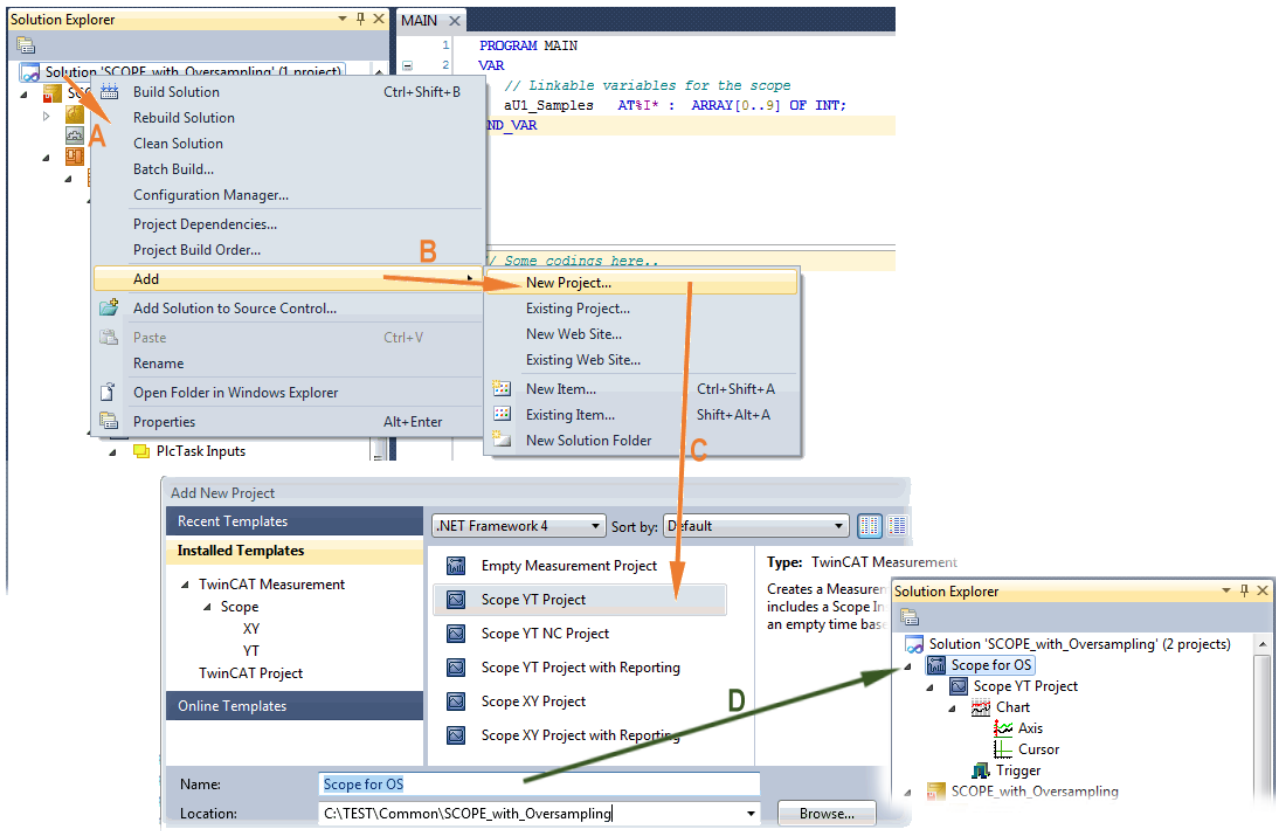 Solution Explorer
MAIN
Solution 'SCOPE_with_Oversampling' (1 project)
SCO
A
1 PROGRAM MAIN
2 VAR
// Linkable variables for the scope
aU1_Samples AT%I* : ARRAY[0..9] OF INT;
ND_VAR
Build Solution Ctrl+Shift+B
Rebuild Solution
Clean Solution
Batch Build...
Configuration Manager...
Project Dependencies...
Project Build Order...
B
Add
Add Solution to Source Control...
Paste Ctrl+V
Rename
Open Folder in Windows Explorer
Properties Alt+Enter
PlcTask Inputs
// Some codings here..
New Project...
Existing Project...
New Web Site...
Existing Web Site...
New Item... Ctrl+Shift+A
Existing Item... Shift+Alt+A
New Solution Folder
C
Add New Project
Recent Templates
Installed Templates
TwinCAT Measurement
Scope
XY
YT
TwinCAT Project
Online Templates
.NET Framework 4 Sort by: Default
Empty Measurement Project
Scope YT Project
Scope YT NC Project
Scope YT Project with Reporting
Scope XY Project
Scope XY Project with Reporting
Type: TwinCAT Measurement
Creates a Measurem
includes a Scope In
an empty time base
D
Name: Scope for OS
Location: C:\TEST\Common\SCOPE_with_Oversampling
Browse...
Solution Explorer
Solution 'SCOPE_with_Oversampling' (2 projects)
Scope for OS
Scope YT Project
Chart
Axis
Cursor
Trigger
SCOPE_with_Oversampling